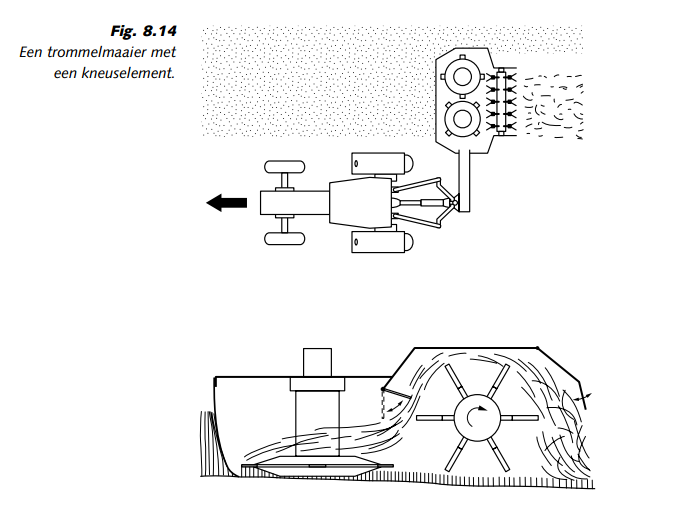 Fig. 8.14
Een trommelmaaier met
een kneuselement.